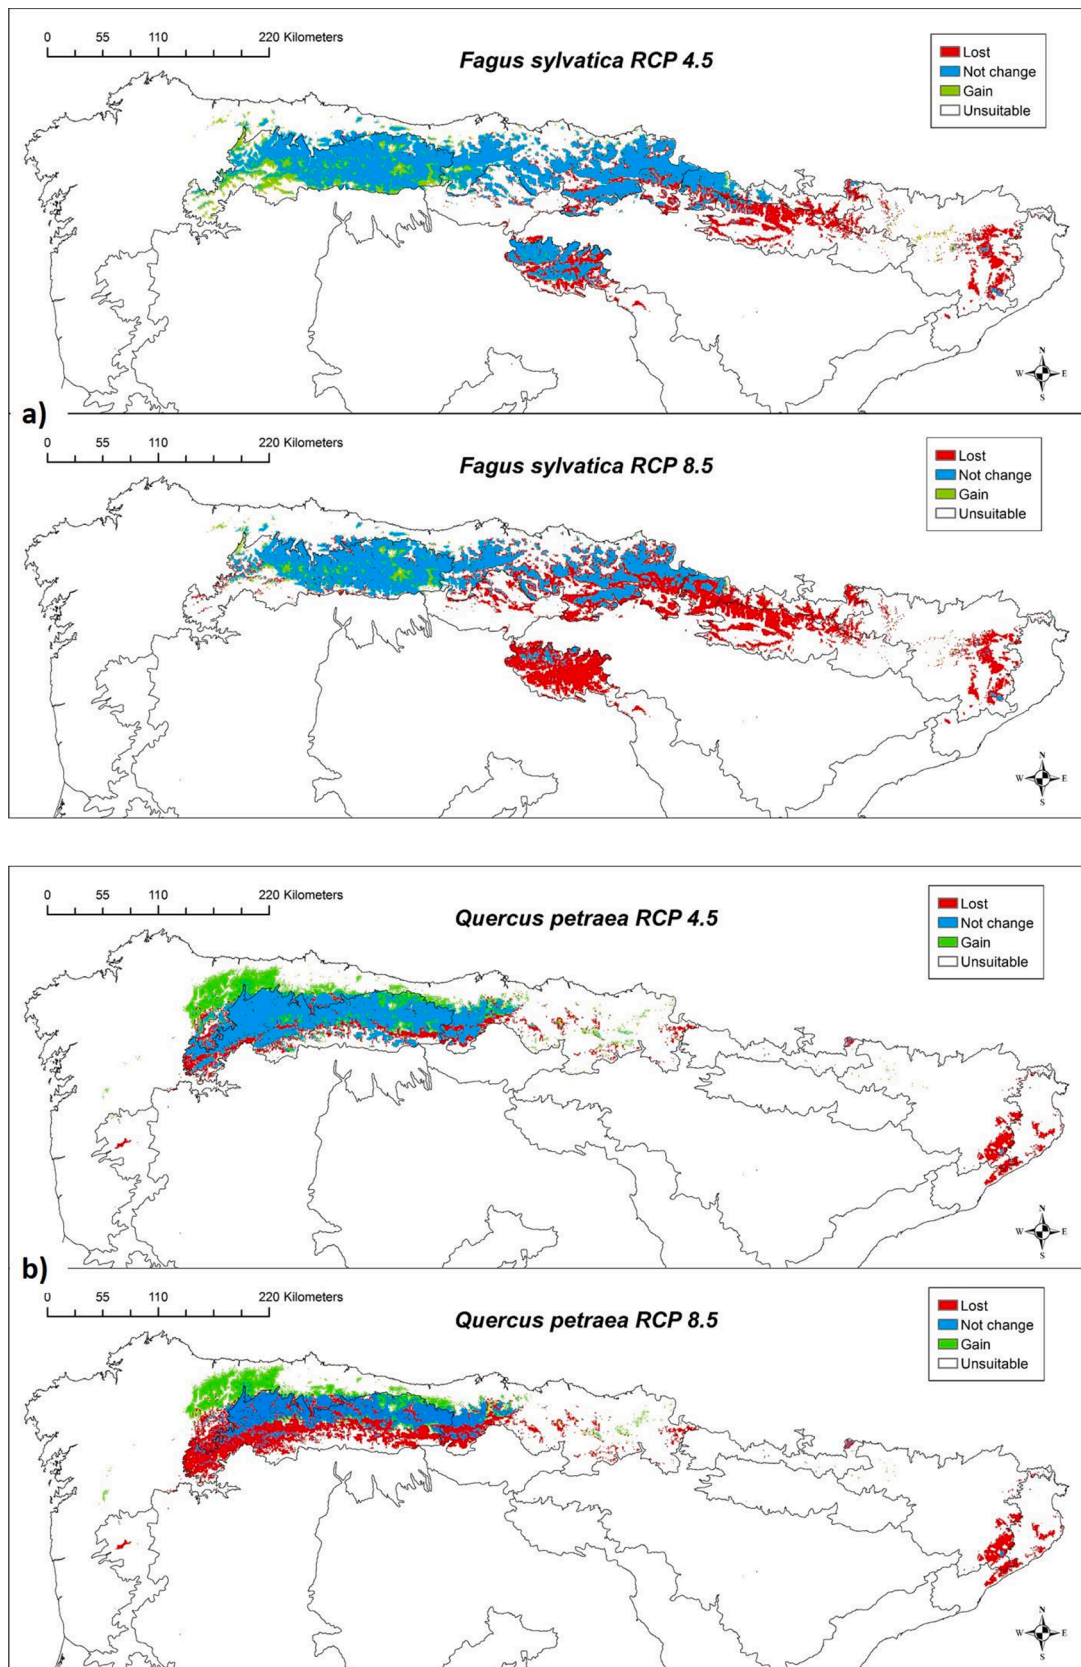 0 55 110 220 Kilometers
Fagus sylvatica RCP 4.5
Lost
Not change
Gain
Unsuitable
N
W E
S
a)
0 55 110 220 Kilometers
Fagus sylvatica RCP 8.5
Lost
Not change
Gain
Unsuitable
N
W E
S
0 55 110 220 Kilometers
Quercus petraea RCP 4.5
Lost
Not change
Gain
Unsuitable
N
W E
S
b)
0 55 110 220 Kilometers
Quercus petraea RCP 8.5
Lost
Not change
Gain
Unsuitable
N
W E
S